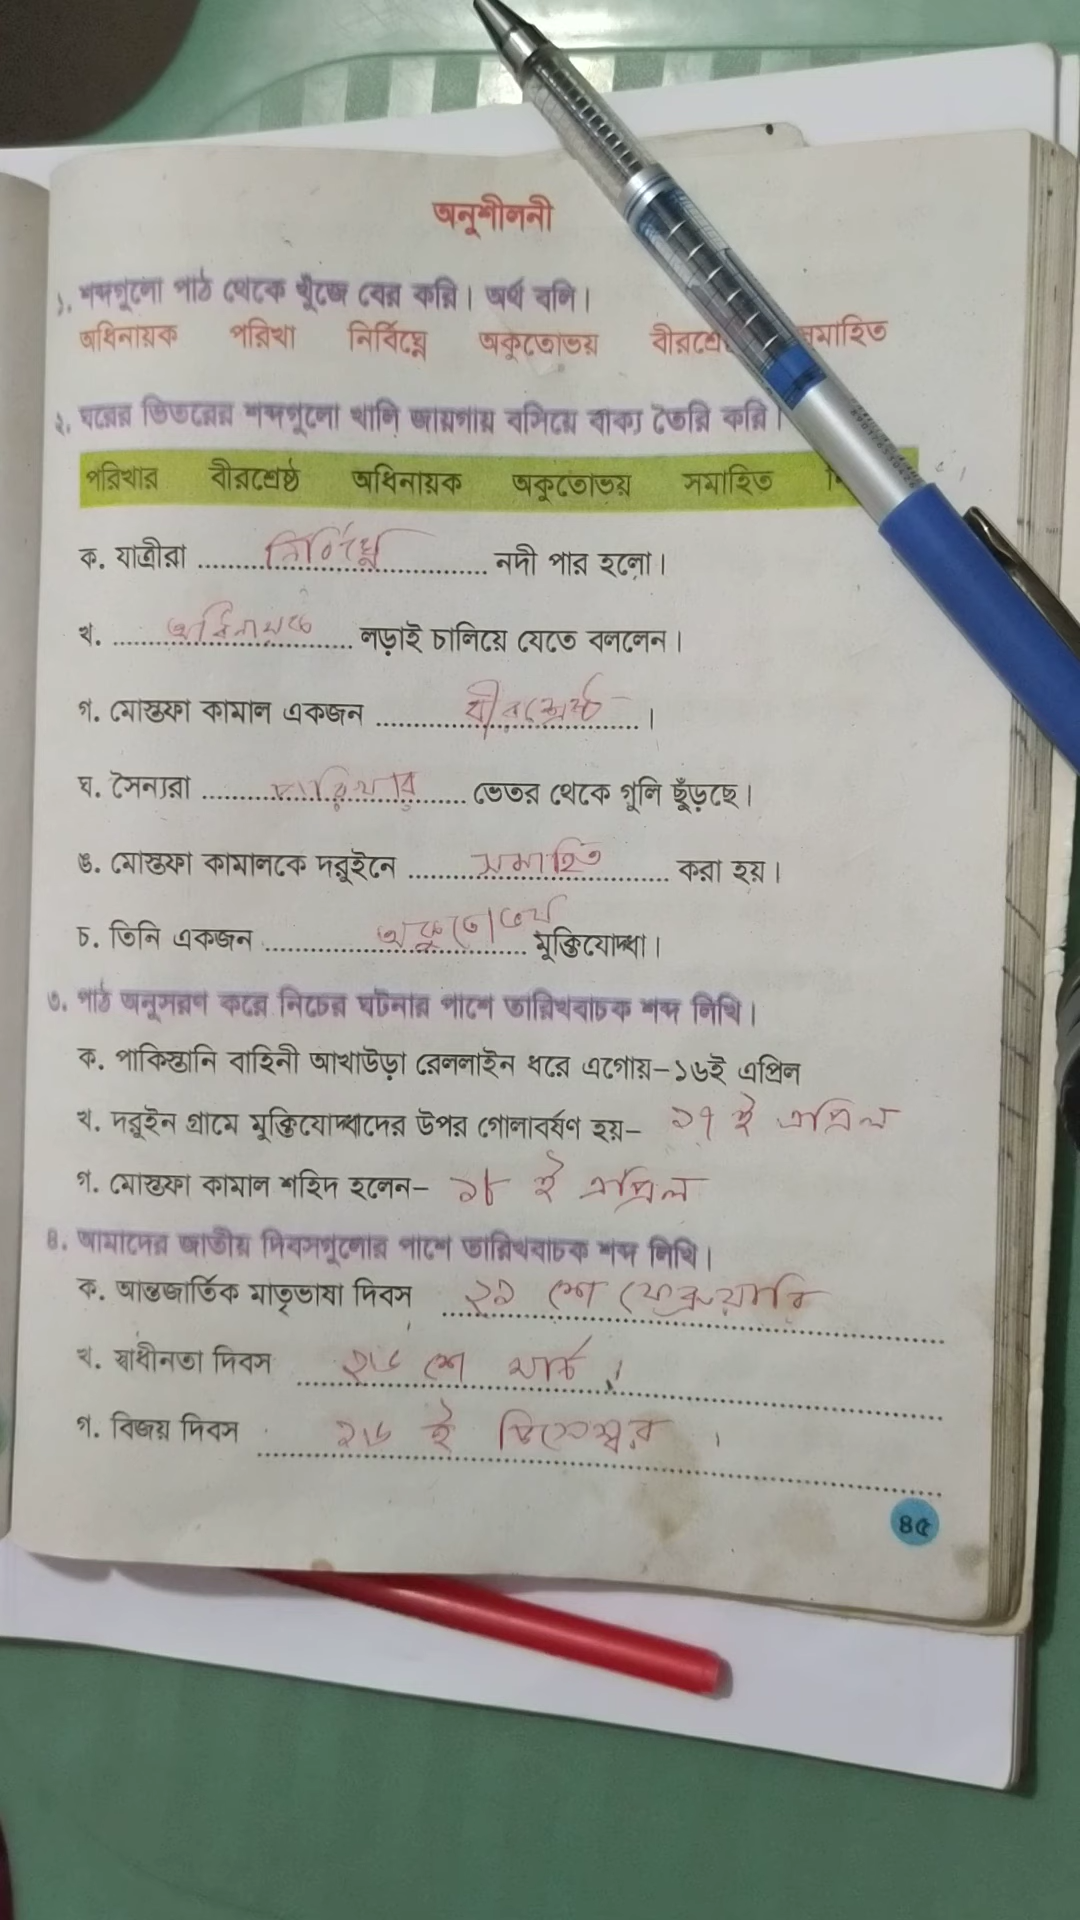 অনুশীলনী
১. শব্দগুলো পাঠ থেকে খুঁজে বের করি। অর্থ বলি।
অধিনায়ক পরিখা নির্বিঘ্নে অকুতোভয় বীরশ্রে মাহিত
২. ঘরের ভিতরের শব্দগুলো খালি জায়গায় বসিয়ে বাক্য তৈরি করি।
পরিখার বীরশ্রেষ্ঠ অধিনায়ক অকুতোভয় সমাহিত
ক. যাত্রীরা ..... নির্বিঘ্নে ..... নদী পার হলো।
খ. ..... অধিনায়ক ..... লড়াই চালিয়ে যেতে বললেন।
গ. মোস্তফা কামাল একজন ..... বীরশ্রেষ্ঠ ..... ।
ঘ. সৈন্যরা ..... পরিখার ..... ভেতর থেকে গুলি ছুঁড়ছে।
ঙ. মোস্তফা কামালকে দরুইনে ..... সমাহিত ..... করা হয়।
চ. তিনি একজন ..... অকুতোভয় ..... মুক্তিযোদ্ধা।
৩. পাঠ অনুসরণ করে নিচের ঘটনার পাশে তারিখবাচক শব্দ লিখি।
ক. পাকিস্তানি বাহিনী আখাউড়া রেললাইন ধরে এগোয়–১৬ই এপ্রিল
খ. দরুইন গ্রামে মুক্তিযোদ্ধাদের উপর গোলাবর্ষণ হয়– ১৭ ই এপ্রিল
গ. মোস্তফা কামাল শহিদ হলেন– ১৮ ই এপ্রিল
৪. আমাদের জাতীয় দিবসগুলোর পাশে তারিখবাচক শব্দ লিখি।
ক. আন্তজার্তিক মাতৃভাষা দিবস ২১ শে ফেব্রুয়ারি
খ. স্বাধীনতা দিবস ২৬ শে মার্চ।
গ. বিজয় দিবস ১৬ ই ডিসেম্বর ।
৪৫